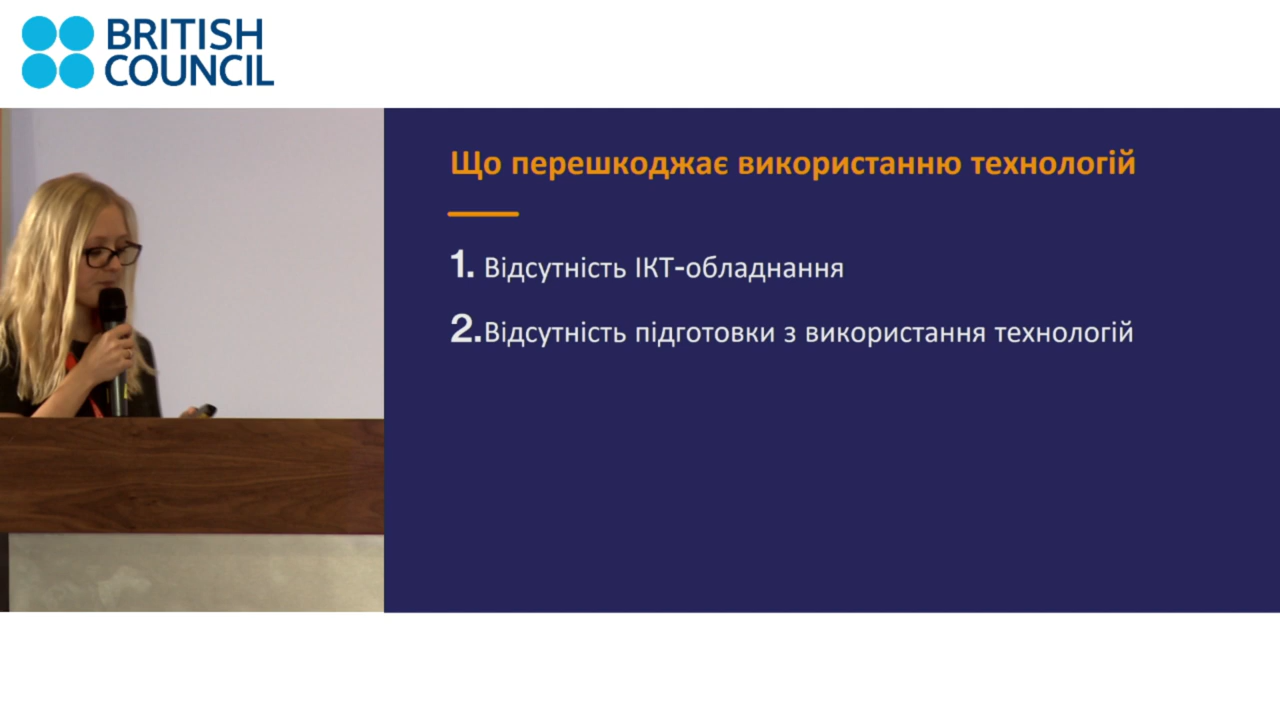 BRITISH
COUNCIL
Що перешкоджає використанню технологій
1. Відсутність ІКТ-обладнання
2.Відсутність підготовки з використання технологій